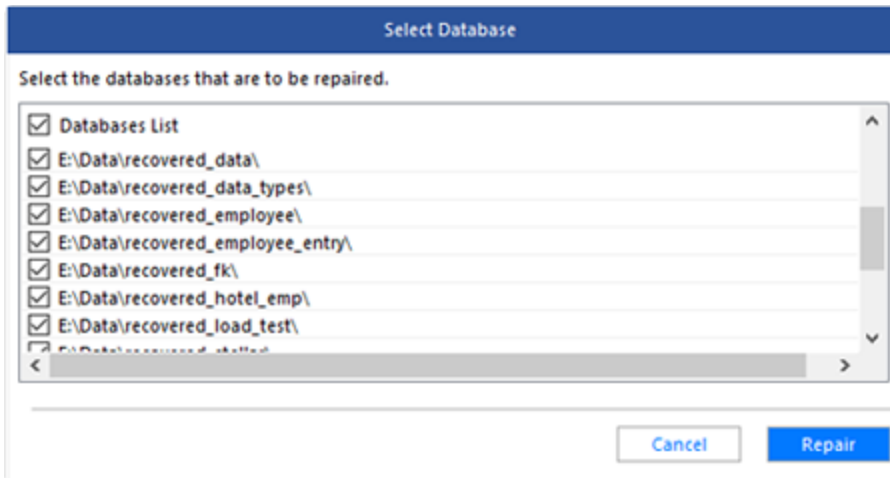 Select Database
Select the databases that are to be repaired.
Databases List
E:\Data\recovered_data\
E:\Data\recovered_data_types\
E:\Data\recovered_employee\
E:\Data\recovered_employee_entry\
E:\Data\recovered_fk\
E:\Data\recovered_hotel_emp\
E:\Data\recovered_load_test\
Cancel Repair